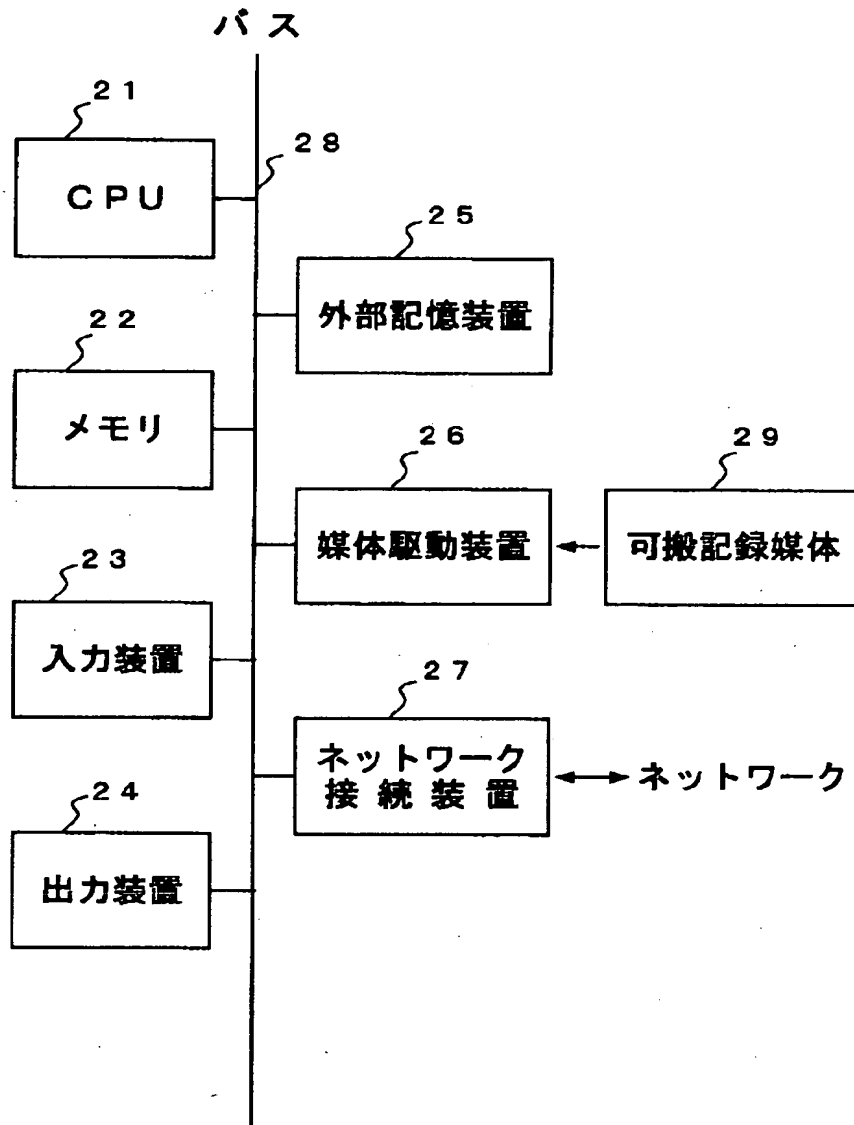 バ ス
２１
ＣＰＵ
２８
２５
外部記憶装置
２２
メモリ
２６
媒体駆動装置
２９
可搬記録媒体
２３
入力装置
２７
ネットワーク
接 続 装 置
ネットワーク
２４
出力装置